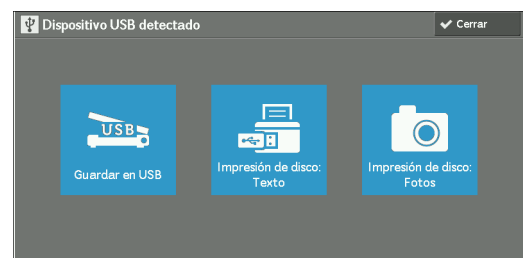 Dispositivo USB detectado
Cerrar
USB
Guardar en USB
Impresión de disco:
Texto
Impresión de disco:
Fotos